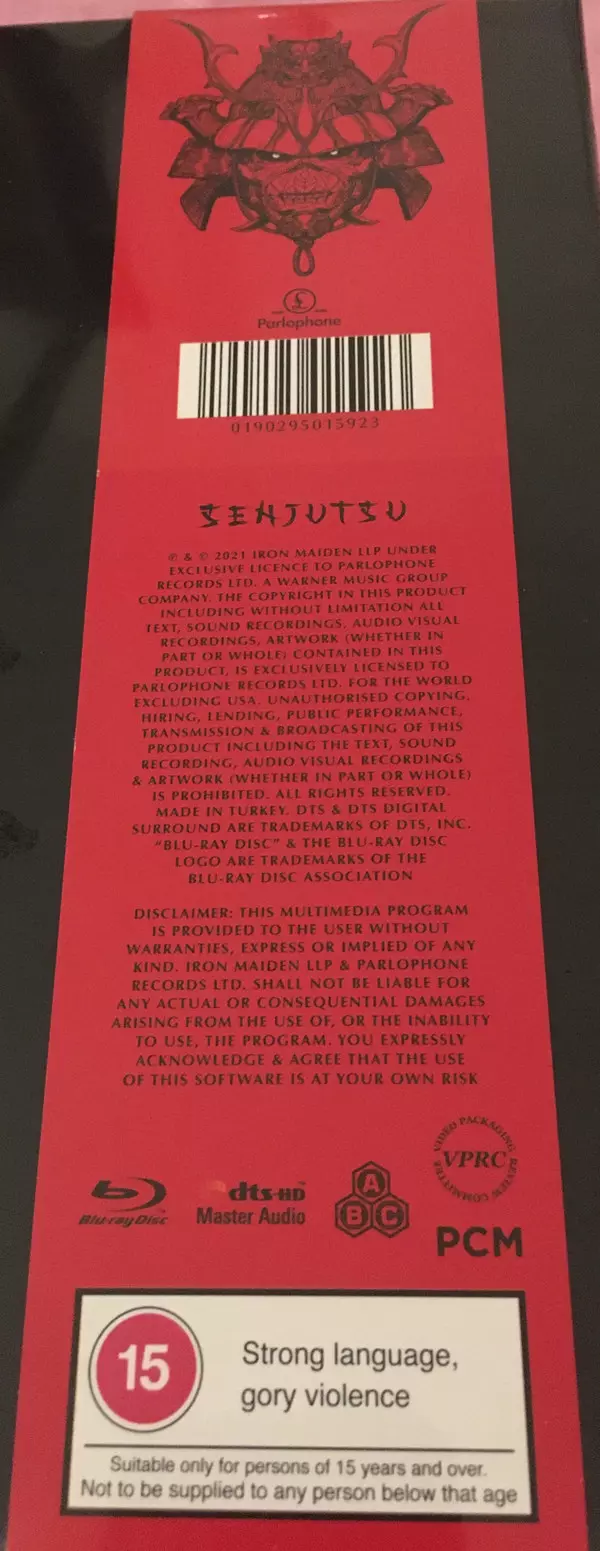 Parlophone
0190295015923
SENJUTSU
℗ & © 2021 IRON MAIDEN LLP UNDER
EXCLUSIVE LICENCE TO PARLOPHONE
RECORDS LTD. A WARNER MUSIC GROUP
COMPANY. THE COPYRIGHT IN THIS PRODUCT
INCLUDING WITHOUT LIMITATION ALL
TEXT, SOUND RECORDINGS, AUDIO VISUAL
RECORDINGS, ARTWORK (WHETHER IN
PART OR WHOLE) CONTAINED IN THIS
PRODUCT, IS EXCLUSIVELY LICENSED TO
PARLOPHONE RECORDS LTD. FOR THE WORLD
EXCLUDING USA. UNAUTHORISED COPYING,
HIRING, LENDING, PUBLIC PERFORMANCE,
TRANSMISSION & BROADCASTING OF THIS
PRODUCT INCLUDING THE TEXT, SOUND
RECORDING, AUDIO VISUAL RECORDINGS
& ARTWORK (WHETHER IN PART OR WHOLE)
IS PROHIBITED. ALL RIGHTS RESERVED.
MADE IN TURKEY. DTS & DTS DIGITAL
SURROUND ARE TRADEMARKS OF DTS, INC.
"BLU-RAY DISC" & THE BLU-RAY DISC
LOGO ARE TRADEMARKS OF THE
BLU-RAY DISC ASSOCIATION
DISCLAIMER: THIS MULTIMEDIA PROGRAM
IS PROVIDED TO THE USER WITHOUT
WARRANTIES, EXPRESS OR IMPLIED OF ANY
KIND. IRON MAIDEN LLP & PARLOPHONE
RECORDS LTD. SHALL NOT BE LIABLE FOR
ANY ACTUAL OR CONSEQUENTIAL DAMAGES
ARISING FROM THE USE OF, OR THE INABILITY
TO USE, THE PROGRAM. YOU EXPRESSLY
ACKNOWLEDGE & AGREE THAT THE USE
OF THIS SOFTWARE IS AT YOUR OWN RISK
VIDEO PACKAGING REVIEW COMMITTEE
VPRC
Blu-ray Disc
dts-HD
Master Audio
A
B C
PCM
15
Strong language,
gory violence
Suitable only for persons of 15 years and over.
Not to be supplied to any person below that age